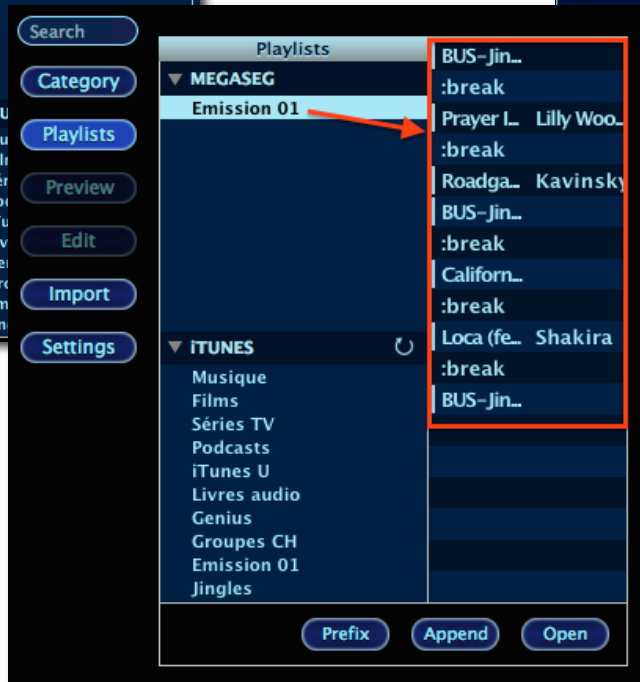 Search
Category
Playlists
Preview
Edit
Import
Settings
Playlists
MEGASEG
Emission 01
iTUNES
Musique
Films
Séries TV
Podcasts
iTunes U
Livres audio
Genius
Groupes CH
Emission 01
Jingles
BUS-Jin...
:break
Prayer I... Lilly Woo...
:break
Roadga... Kavinsky
BUS-Jin...
:break
Californ...
:break
Loca (fe... Shakira
:break
BUS-Jin...
Prefix
Append
Open